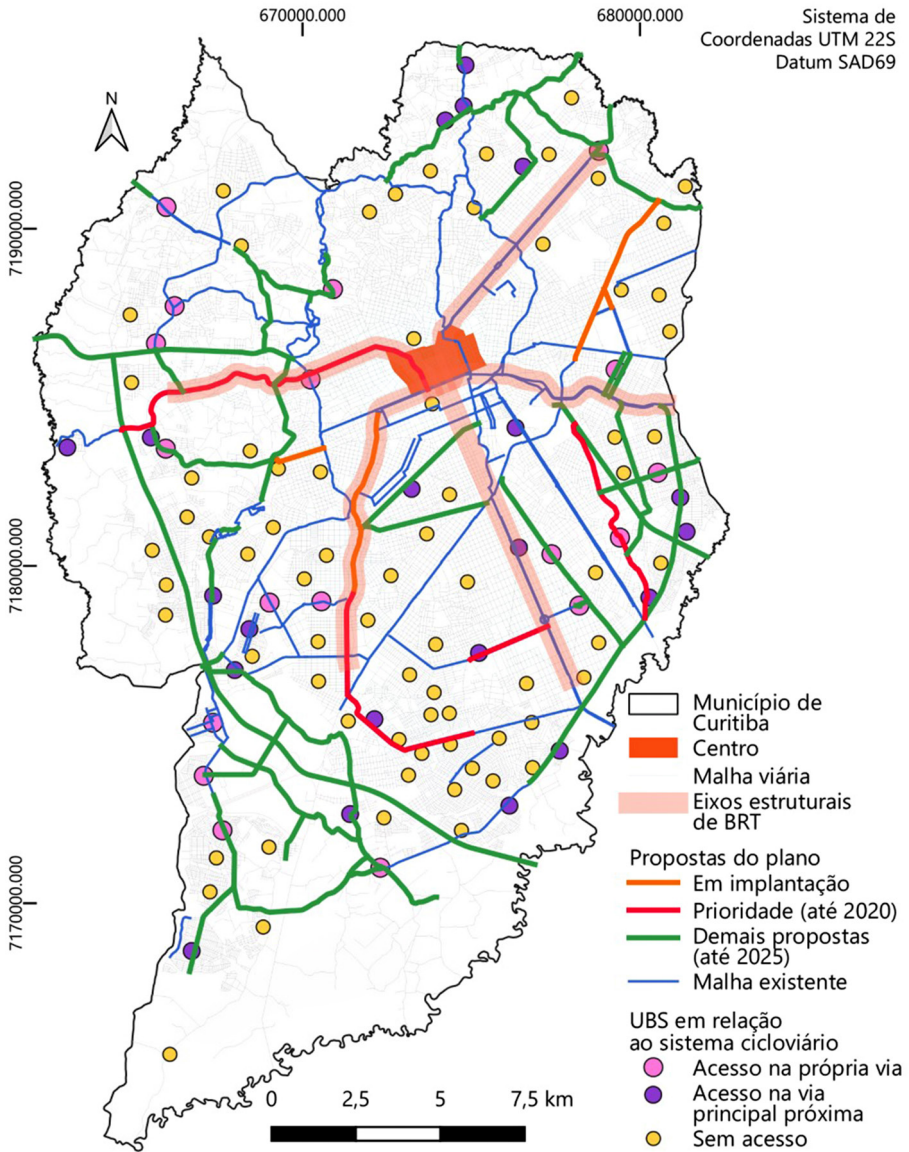 670000.000
680000.000
Sistema de
Coordenadas UTM 22S
Datum SAD69
N
7190000.000
7180000.000
7170000.000
Município de
Curitiba
Centro
Malha viária
Eixos estruturais
de BRT
Propostas do plano
Em implantação
Prioridade (até 2020)
Demais propostas
(até 2025)
Malha existente
UBS em relação
ao sistema cicloviário
Acesso na própria via
Acesso na via
principal próxima
Sem acesso
0 2,5 5 7,5 km